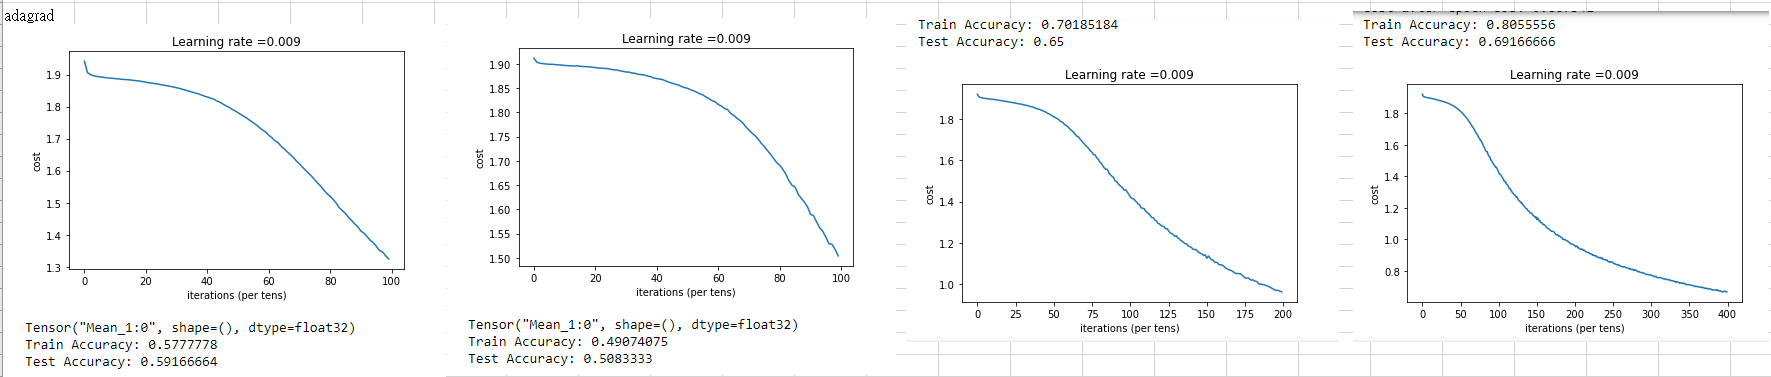 adagrad
Learning rate =0.009
1.9
1.8
1.7
1.6
1.5
1.4
1.3
cost
0 20 40 60 80 100
iterations (per tens)
Tensor("Mean_1:0", shape=(), dtype=float32)
Train Accuracy: 0.5777778
Test Accuracy: 0.59166664
Learning rate =0.009
1.90
1.85
1.80
1.75
1.70
1.65
1.60
1.55
1.50
cost
0 20 40 60 80 100
iterations (per tens)
Tensor("Mean_1:0", shape=(), dtype=float32)
Train Accuracy: 0.49074075
Test Accuracy: 0.5083333
Train Accuracy: 0.70185184
Test Accuracy: 0.65
Learning rate =0.009
1.8
1.6
1.4
1.2
1.0
cost
0 25 50 75 100 125 150 175 200
iterations (per tens)
Train Accuracy: 0.8055556
Test Accuracy: 0.69166666
Learning rate =0.009
1.8
1.6
1.4
1.2
1.0
0.8
cost
0 50 100 150 200 250 300 350 400
iterations (per tens)